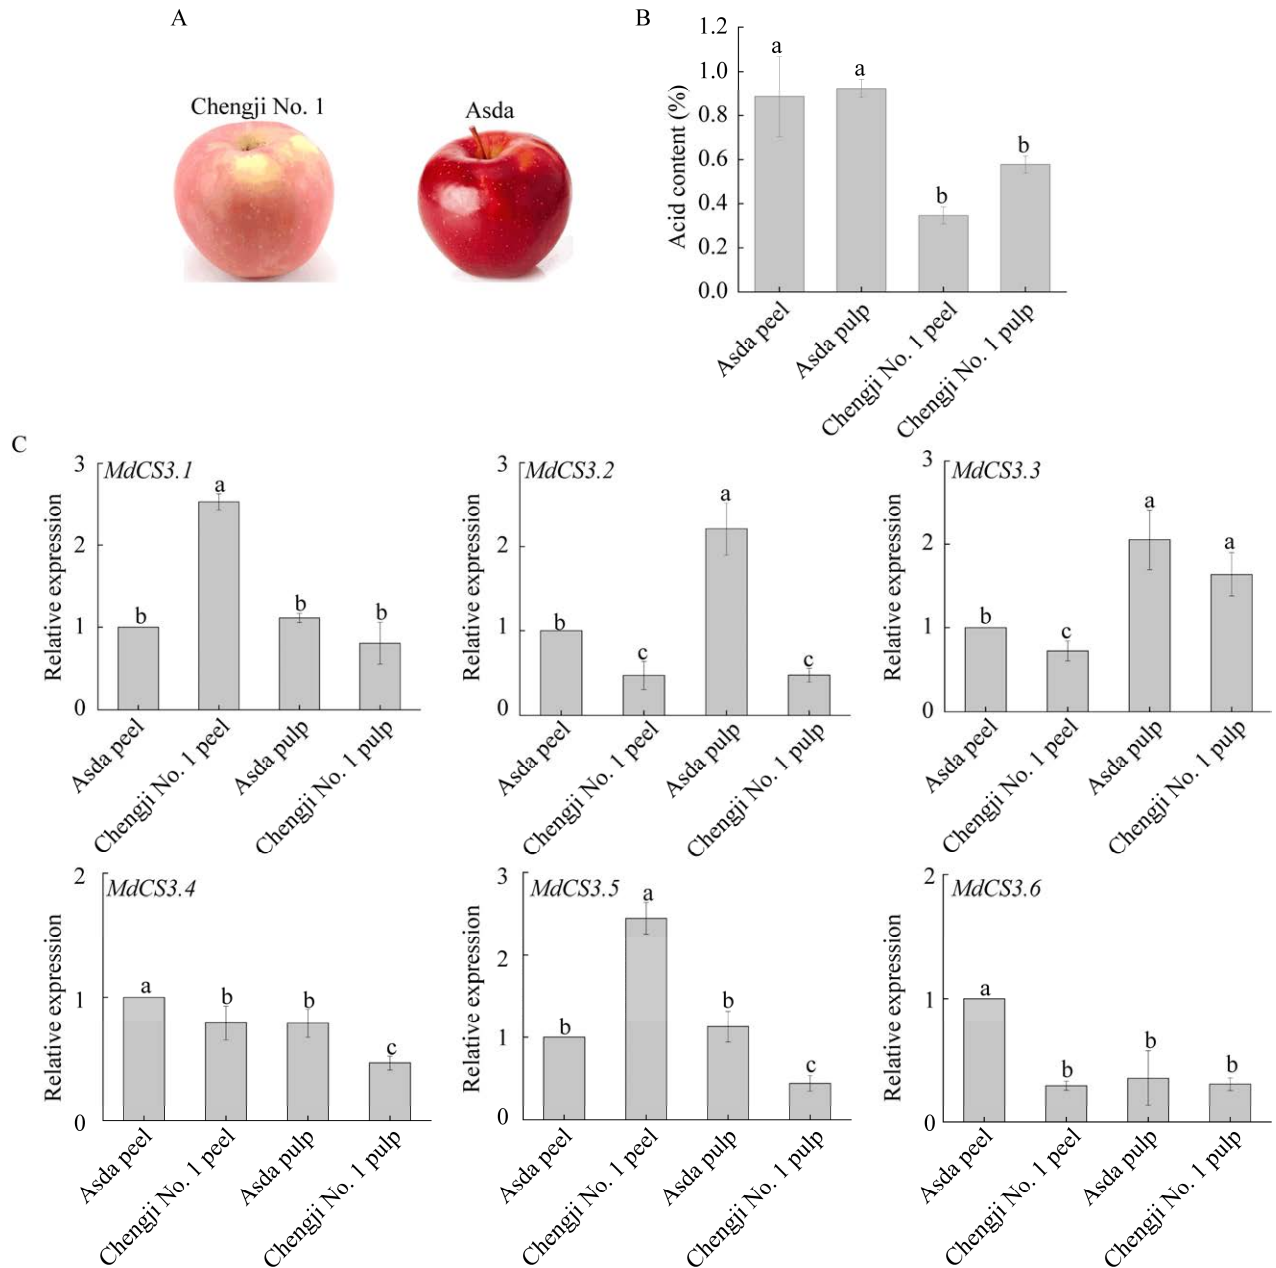 A
Chengji No. 1
Asda
B
Acid content (%)
1.2
1.0
0.8
0.6
0.4
0.2
0.0
a
a
b
b
Asda peel
Asda pulp
Chengji No. 1 peel
Chengji No. 1 pulp
C
MdCS3.1
Relative expression
3
2
1
0
b
a
b
b
Asda peel
Chengji No. 1 peel
Asda pulp
Chengji No. 1 pulp
MdCS3.2
Relative expression
3
2
1
0
b
c
a
c
Asda peel
Chengji No. 1 peel
Asda pulp
Chengji No. 1 pulp
MdCS3.3
Relative expression
3
2
1
0
b
c
a
a
Asda peel
Chengji No. 1 peel
Asda pulp
Chengji No. 1 pulp
MdCS3.4
Relative expression
2
1
0
a
b
b
c
Asda peel
Chengji No. 1 peel
Asda pulp
Chengji No. 1 pulp
MdCS3.5
Relative expression
3
2
1
0
b
a
b
c
Asda peel
Chengji No. 1 peel
Asda pulp
Chengji No. 1 pulp
MdCS3.6
Relative expression
2
1
0
a
b
b
b
Asda peel
Chengji No. 1 peel
Asda pulp
Chengji No. 1 pulp